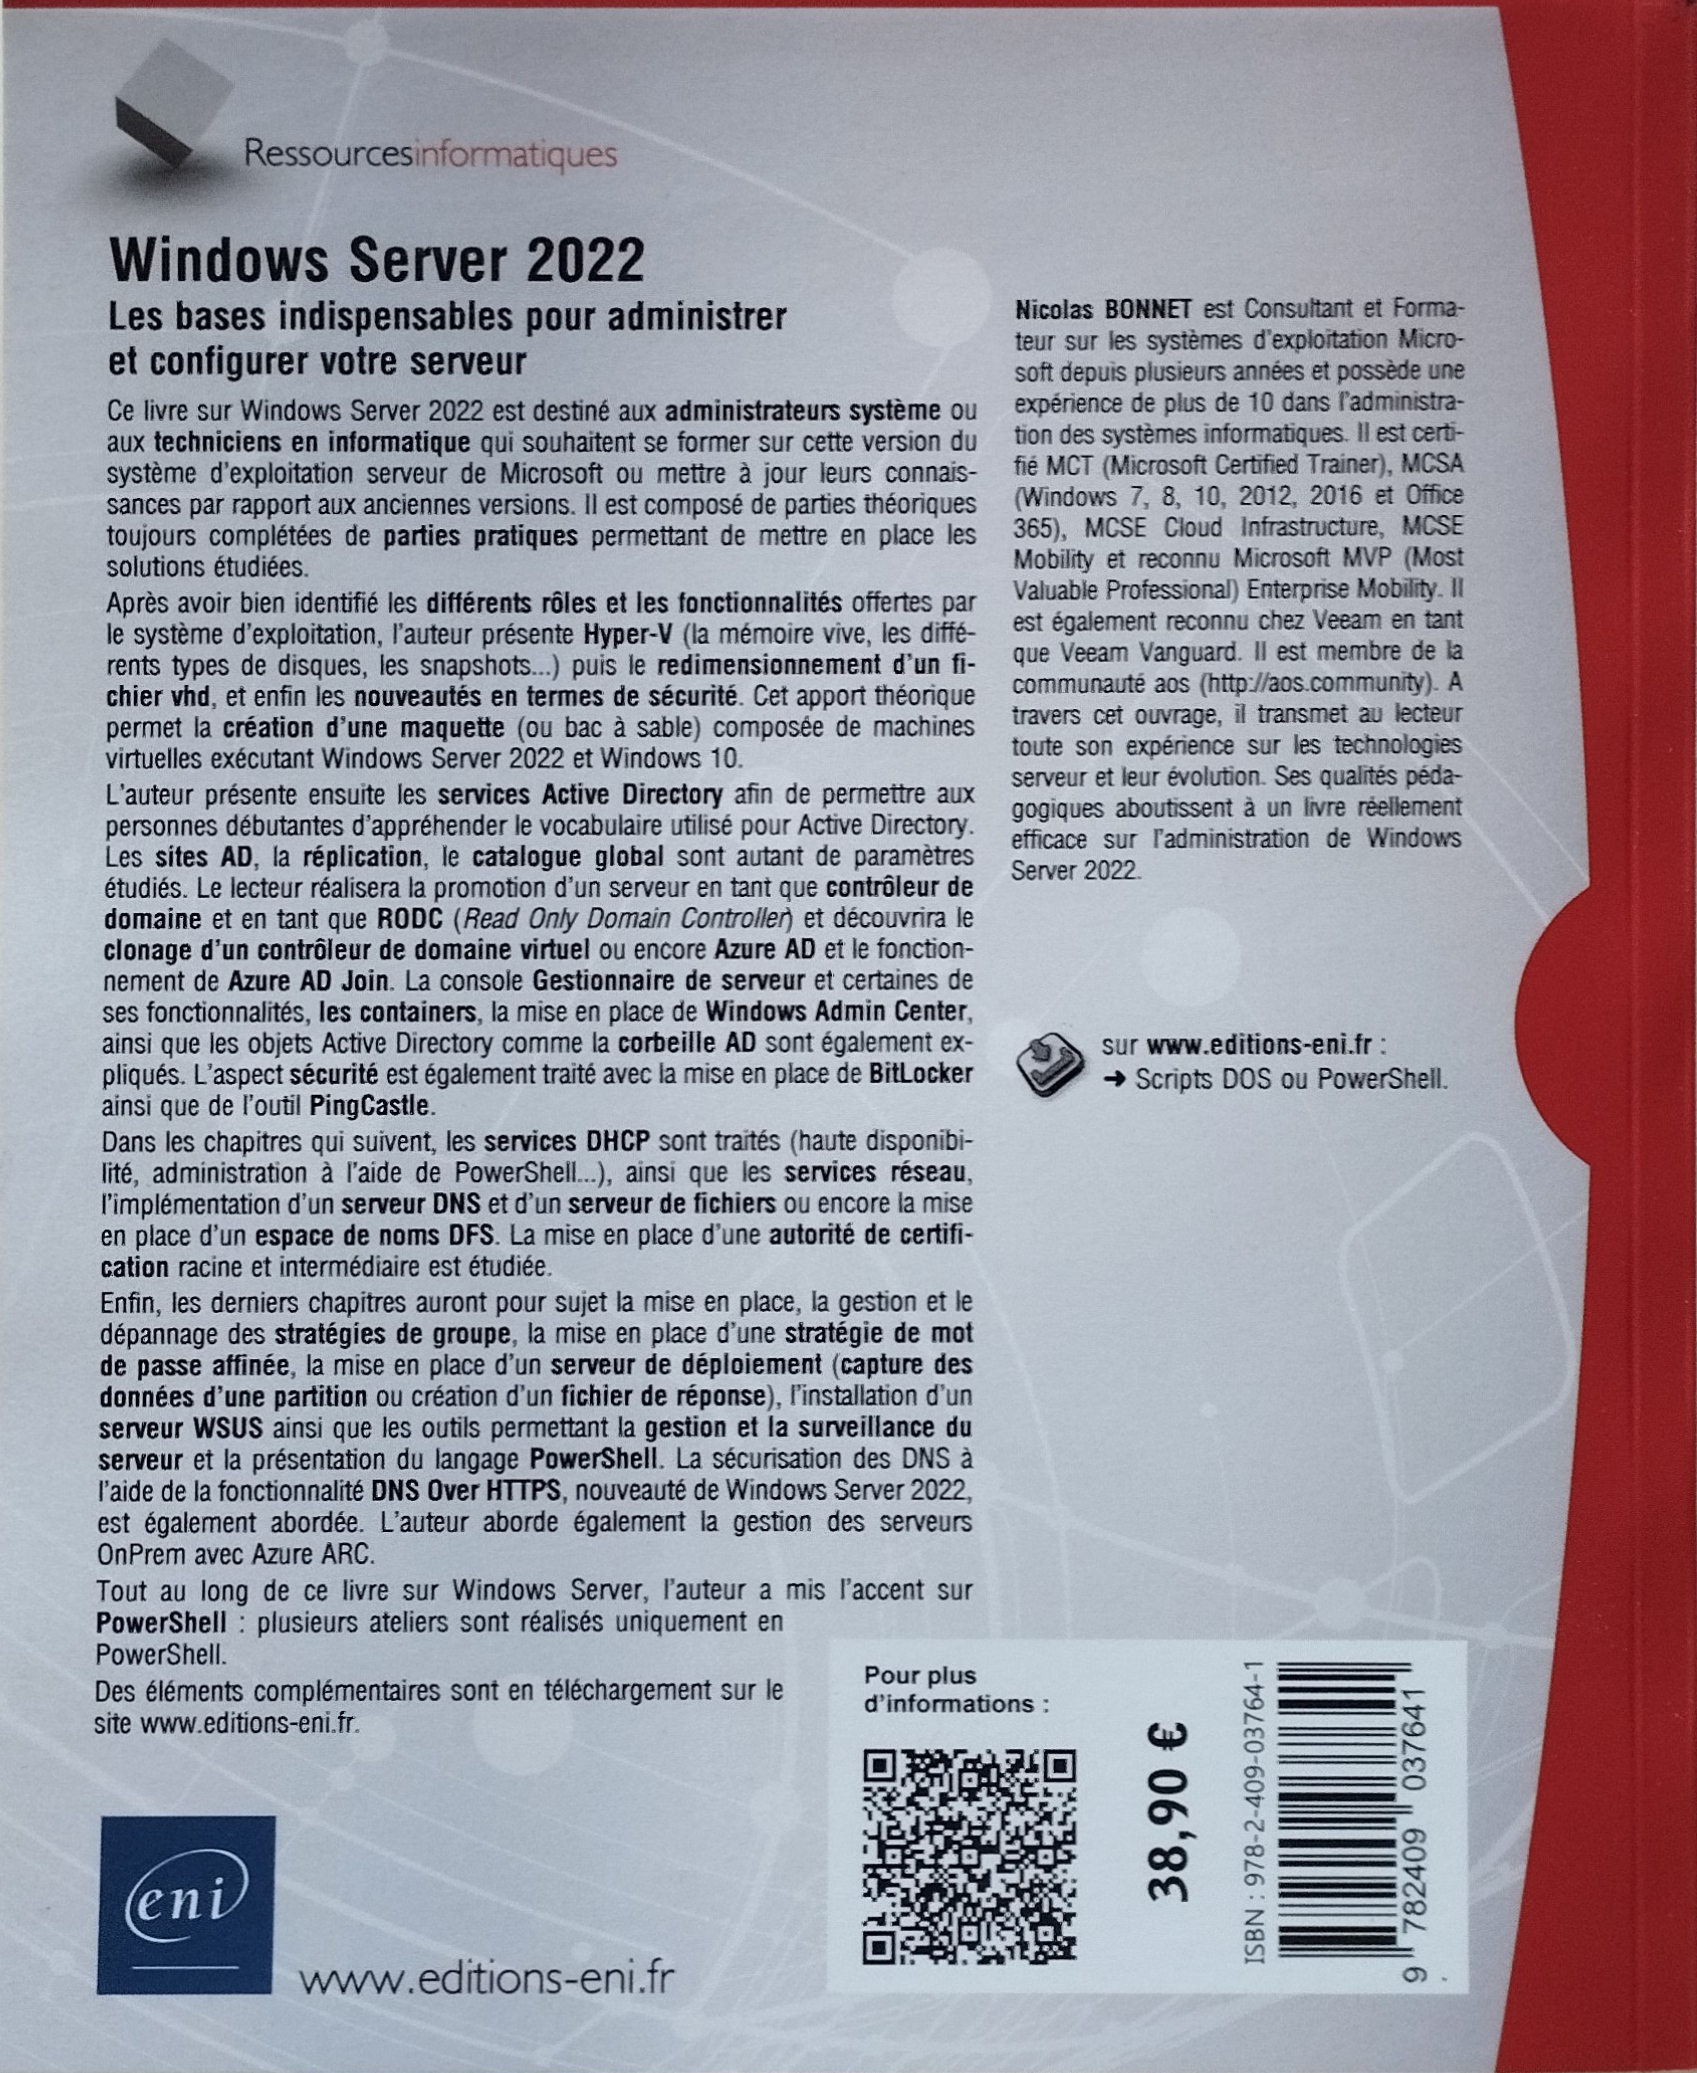 Ressourcesinformatiques
Windows Server 2022
Les bases indispensables pour administrer
et configurer votre serveur
Ce livre sur Windows Server 2022 est destiné aux administrateurs système ou
aux techniciens en informatique qui souhaitent se former sur cette version du
système d'exploitation serveur de Microsoft ou mettre à jour leurs connais-
sances par rapport aux anciennes versions. Il est composé de parties théoriques
toujours complétées de parties pratiques permettant de mettre en place les
solutions étudiées.
Après avoir bien identifié les différents rôles et les fonctionnalités offertes par
le système d'exploitation, l'auteur présente Hyper-V (la mémoire vive, les diffé-
rents types de disques, les snapshots...) puis le redimensionnement d'un fi-
chier vhd, et enfin les nouveautés en termes de sécurité. Cet apport théorique
permet la création d'une maquette (ou bac à sable) composée de machines
virtuelles exécutant Windows Server 2022 et Windows 10.
L'auteur présente ensuite les services Active Directory afin de permettre aux
personnes débutantes d'appréhender le vocabulaire utilisé pour Active Directory.
Les sites AD, la réplication, le catalogue global sont autant de paramètres
étudiés. Le lecteur réalisera la promotion d'un serveur en tant que contrôleur de
domaine et en tant que RODC (Read Only Domain Controller) et découvrira le
clonage d'un contrôleur de domaine virtuel ou encore Azure AD et le fonction-
nement de Azure AD Join. La console Gestionnaire de serveur et certaines de
ses fonctionnalités, les containers, la mise en place de Windows Admin Center,
ainsi que les objets Active Directory comme la corbeille AD sont également ex-
pliqués. L'aspect sécurité est également traité avec la mise en place de BitLocker
ainsi que de l'outil PingCastle.
Dans les chapitres qui suivent, les services DHCP sont traités (haute disponibi-
lité, administration à l'aide de PowerShell...), ainsi que les services réseau,
l'implémentation d'un serveur DNS et d'un serveur de fichiers ou encore la mise
en place d'un espace de noms DFS. La mise en place d'une autorité de certifi-
cation racine et intermédiaire est étudiée.
Enfin, les derniers chapitres auront pour sujet la mise en place, la gestion et le
dépannage des stratégies de groupe, la mise en place d'une stratégie de mot
de passe affinée, la mise en place d'un serveur de déploiement (capture des
données d'une partition ou création d'un fichier de réponse), l'installation d'un
serveur WSUS ainsi que les outils permettant la gestion et la surveillance du
serveur et la présentation du langage PowerShell. La sécurisation des DNS à
l'aide de la fonctionnalité DNS Over HTTPS, nouveauté de Windows Server 2022,
est également abordée. L'auteur aborde également la gestion des serveurs
OnPrem avec Azure ARC.
Tout au long de ce livre sur Windows Server, l'auteur a mis l'accent sur
PowerShell : plusieurs ateliers sont réalisés uniquement en
PowerShell.
Des éléments complémentaires sont en téléchargement sur le
site www.editions-eni.fr.
Nicolas BONNET est Consultant et Forma-
teur sur les systèmes d'exploitation Micro-
soft depuis plusieurs années et possède une
expérience de plus de 10 dans l'administra-
tion des systèmes informatiques. Il est certi-
fié MCT (Microsoft Certified Trainer), MCSA
(Windows 7, 8, 10, 2012, 2016 et Office
365), MCSE Cloud Infrastructure, MCSE
Mobility et reconnu Microsoft MVP (Most
Valuable Professional) Enterprise Mobility. Il
est également reconnu chez Veeam en tant
que Veeam Vanguard. Il est membre de la
communauté aos (http://aos.community). A
travers cet ouvrage, il transmet au lecteur
toute son expérience sur les technologies
serveur et leur évolution. Ses qualités péda-
gogiques aboutissent à un livre réellement
efficace sur l'administration de Windows
Server 2022.
sur www.editions-eni.fr :
→ Scripts DOS ou PowerShell.
Pour plus
d'informations :
38,90 €
ISBN : 978-2-409-03764-1
9 782409 037641
eni
www.editions-eni.fr